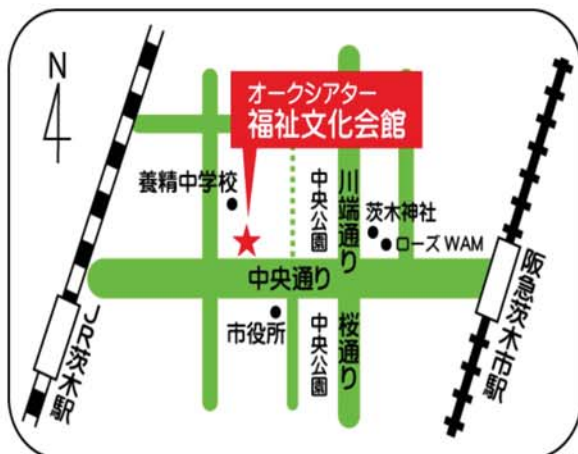 N
オークシアター
福祉文化会館
養精中学校
中央公園
川端通り
茨木神社
ローズ WAM
中央通り
市役所
中央公園
桜通り
JR茨木駅
阪急茨木市駅